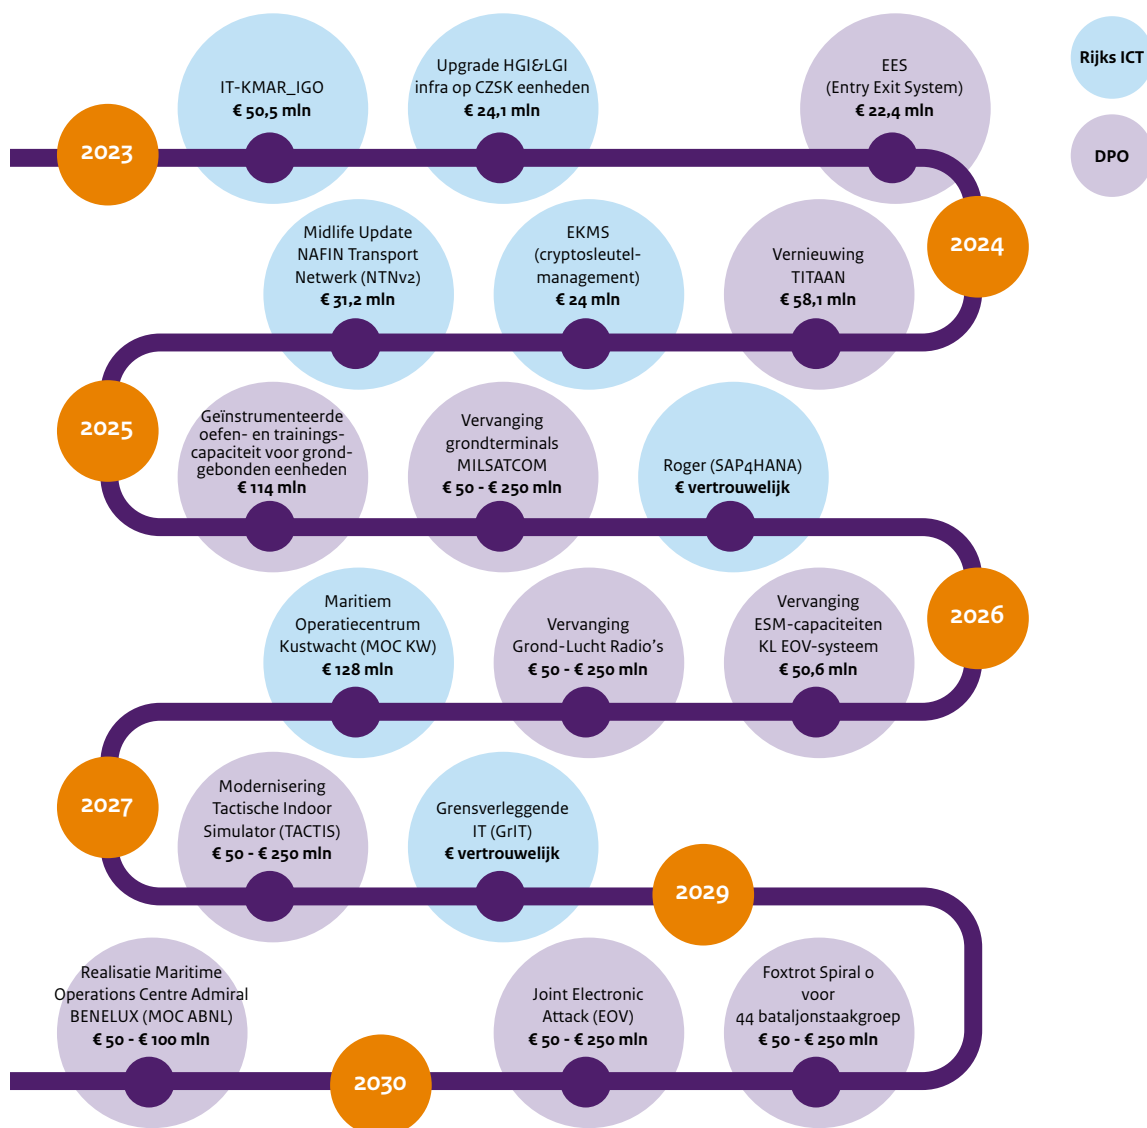 Rijks ICT
DPO
2023
IT-KMAR_IGO
€ 50,5 mln
Upgrade HGI&LGI
infra op CZSK eenheden
€ 24,1 mln
EES
(Entry Exit System)
€ 22,4 mln
2024
Midlife Update
NAFIN Transport
Netwerk (NTNv2)
€ 31,2 mln
EKMS
(cryptosleutel-
management)
€ 24 mln
Vernieuwing
TITAAN
€ 58,1 mln
2025
Geïnstrumenteerde
oefen- en trainings-
capaciteit voor grond-
gebonden eenheden
€ 114 mln
Vervanging
grondterminals
MILSATCOM
€ 50 - € 250 mln
Roger (SAP4HANA)
€ vertrouwelijk
2026
Maritiem
Operatiecentrum
Kustwacht (MOC KW)
€ 128 mln
Vervanging
Grond-Lucht Radio's
€ 50 - € 250 mln
Vervanging
ESM-capaciteiten
KL EOV-systeem
€ 50,6 mln
2027
Modernisering
Tactische Indoor
Simulator (TACTIS)
€ 50 - € 250 mln
Grensverleggende
IT (GrIT)
€ vertrouwelijk
2029
Realisatie Maritime
Operations Centre Admiral
BENELUX (MOC ABNL)
€ 50 - € 100 mln
2030
Joint Electronic
Attack (EOV)
€ 50 - € 250 mln
Foxtrot Spiral 0
voor
44 bataljonstaakgroep
€ 50 - € 250 mln